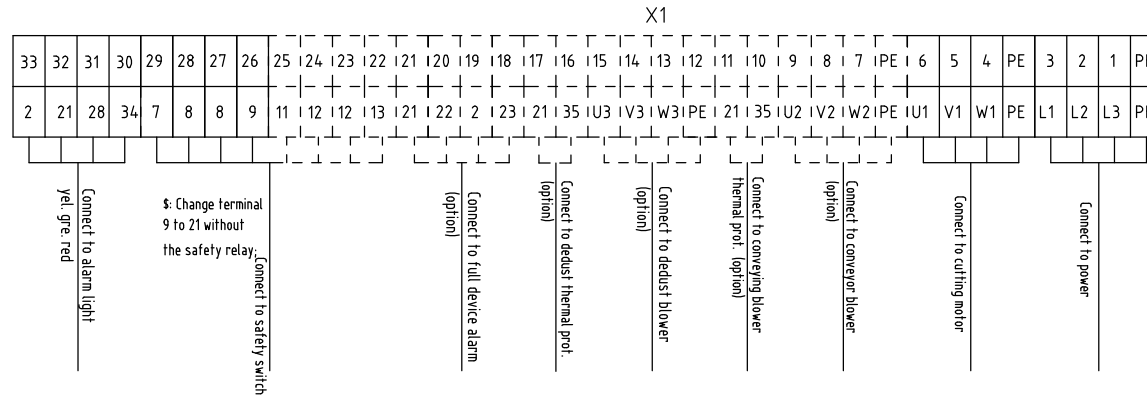 X1
33 32 31 30 29 28 27 26 25 24 23 22 21 20 19 18 17 16 15 14 13 12 11 10 9 8 7 PE 6 5 4 PE 3 2 1
2 21 28 34 7 8 8 9 11 12 12 13 21 22 2 23 21 35 U3 V3 W3 PE 21 35 U2 V2 W2 PE U1 V1 W1 PE L1 L2 L3
Connect to alarm light
yel. gre. red
$: Change terminal
9 to 21 without
the safety relay;
Connect to safety switch
Connect to full device alarm
(option)
Connect to dedust thermal prot.
(option)
Connect to dedust blower
(option)
Connect to conveying blower
thermal prot. (option)
Connect to conveyor blower
(option)
Connect to cutting motor
Connect to power